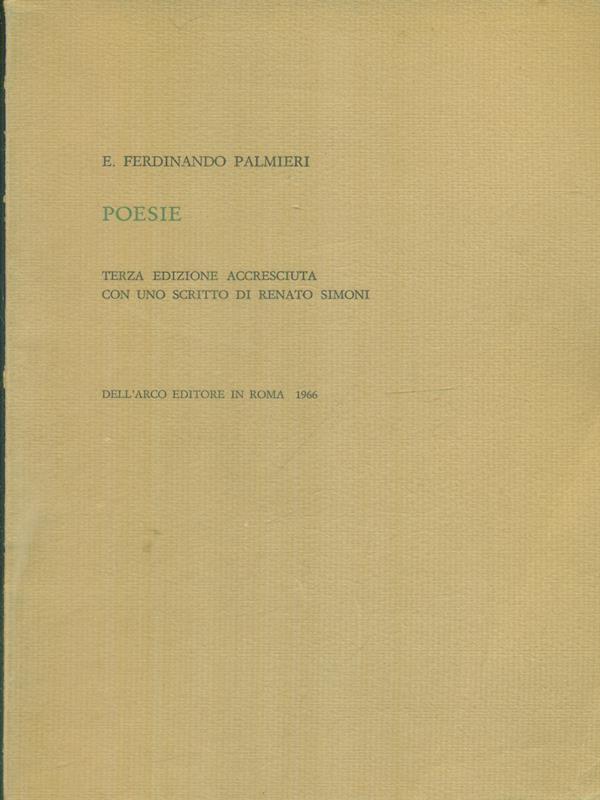 E. FERDINANDO PALMIERI
POESIE
TERZA EDIZIONE ACCRESCIUTA
CON UNO SCRITTO DI RENATO SIMONI
DELL'ARCO EDITORE IN ROMA 1966